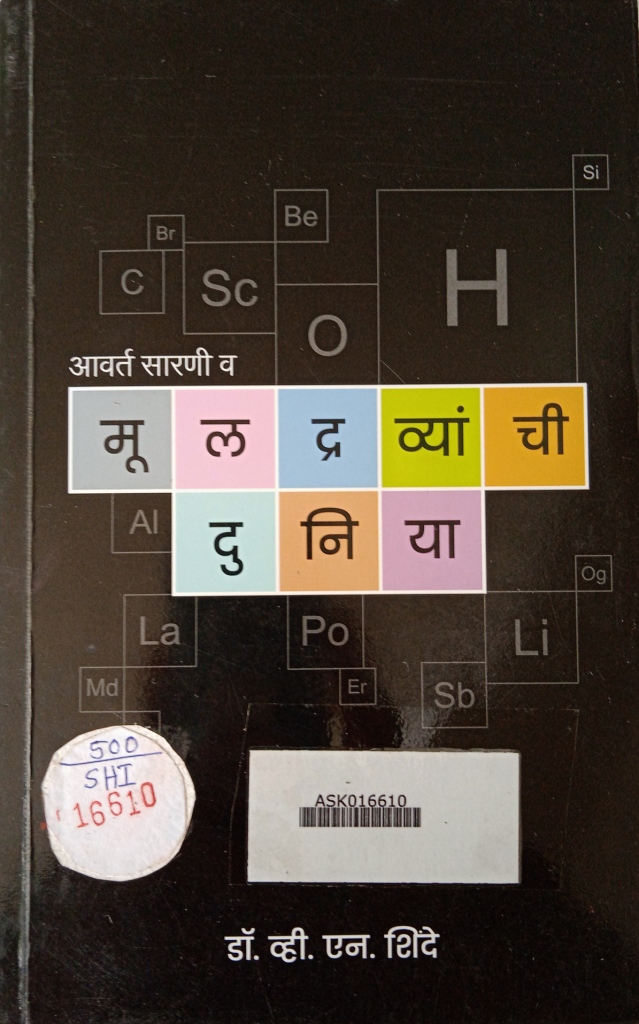 Si
Be
Br
C
Sc
H
O
आवर्त सारणी व
मूलद्रव्यांची
दुनिया
Al
Og
La
Po
Li
Md
Er
Sb
500
SHI
16610
ASK016610
डॉ. व्ही. एन. शिंदे